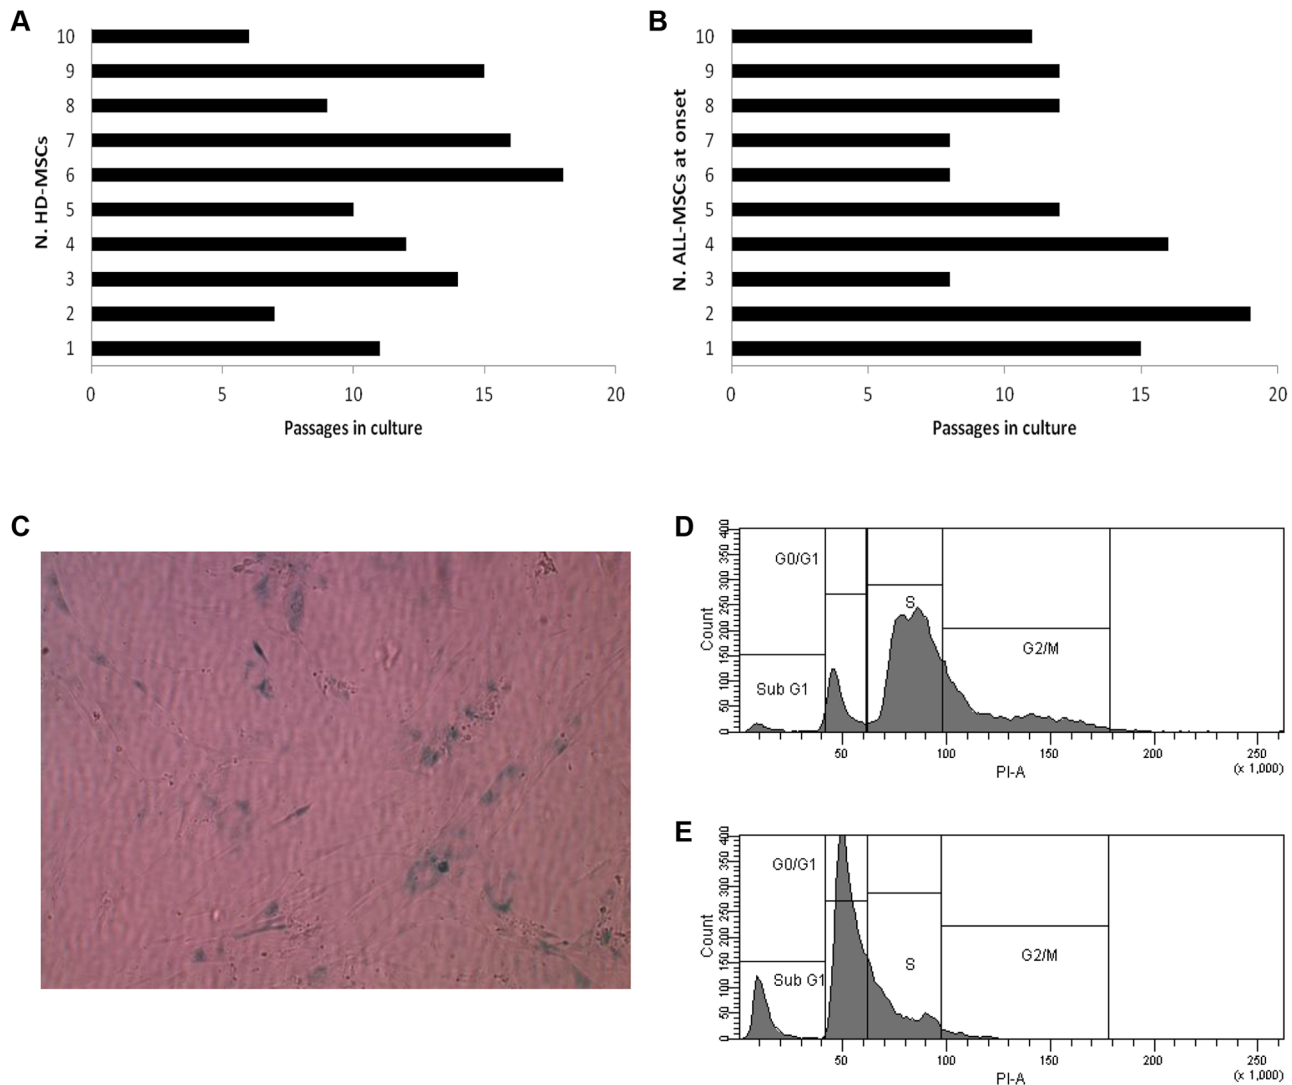 A
N. HD-MSCs
10
9
8
7
6
5
4
3
2
1
0 5 10 15 20
Passages in culture
B
N. ALL-MSCs at onset
10
9
8
7
6
5
4
3
2
1
0 5 10 15 20
Passages in culture
C
D
Count
400
350
300
250
200
150
100
50
0
G0/G1
S
G2/M
Sub G1
50 100 150 200 250
PI-A
(x 1,000)
E
Count
400
350
300
250
200
150
100
50
0
G0/G1
S
G2/M
Sub G1
50 100 150 200 250
PI-A
(x 1,000)